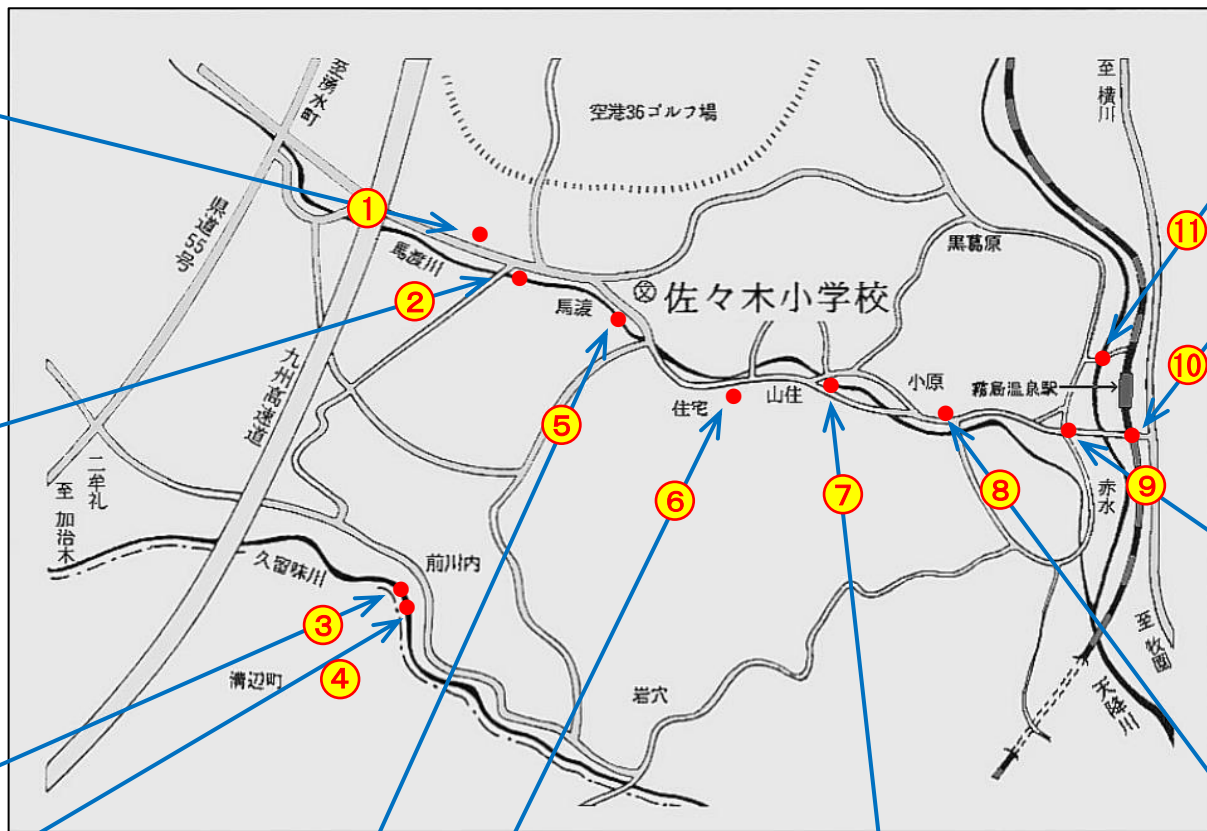 至湧水町
空港36ゴルフ場
至横川
①
県道55号
馬渡川
黒葛原
⑪
②
馬渡
佐々木小学校
九州高速道
小原
霧島温泉駅
⑩
住宅
山住
⑤
⑥
⑦
⑧
⑨
赤水
二牟礼
至加治木
久留味川
前川内
③
④
溝辺町
岩穴
至牧園
天降川